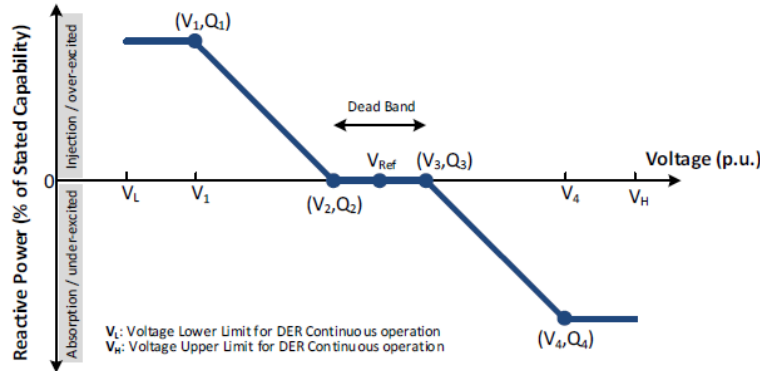 Reactive Power (% of Stated Capability)
Injection / over-excited
Absorption / under-excited
(V1,Q1)
Dead Band
VRef
(V3,Q3)
Voltage (p.u.)
0
VL
V1
(V2,Q2)
V4
VH
(V4,Q4)
VL: Voltage Lower Limit for DER Continuous operation
VH: Voltage Upper Limit for DER Continuous operation